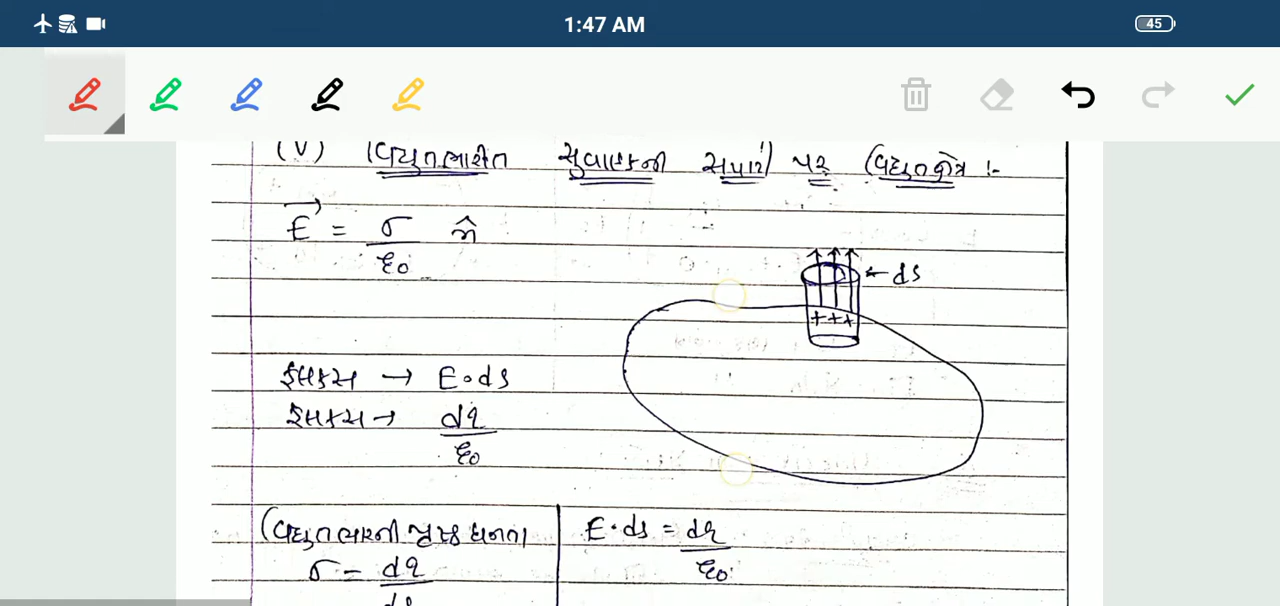 1:47 AM
45
(V) વિદ્યુતભારિત સુવાહકની સપાટી પર વિદ્યુતક્ષેત્ર :-
E⃗ = σ/ε₀ n̂
← ds
+++
ફ્લક્સ → E·ds
ફ્લક્સ → dq/ε₀
વિદ્યુતભારની પૃષ્ઠ ઘનતા
σ = dq/ds
E·ds = dq/ε₀